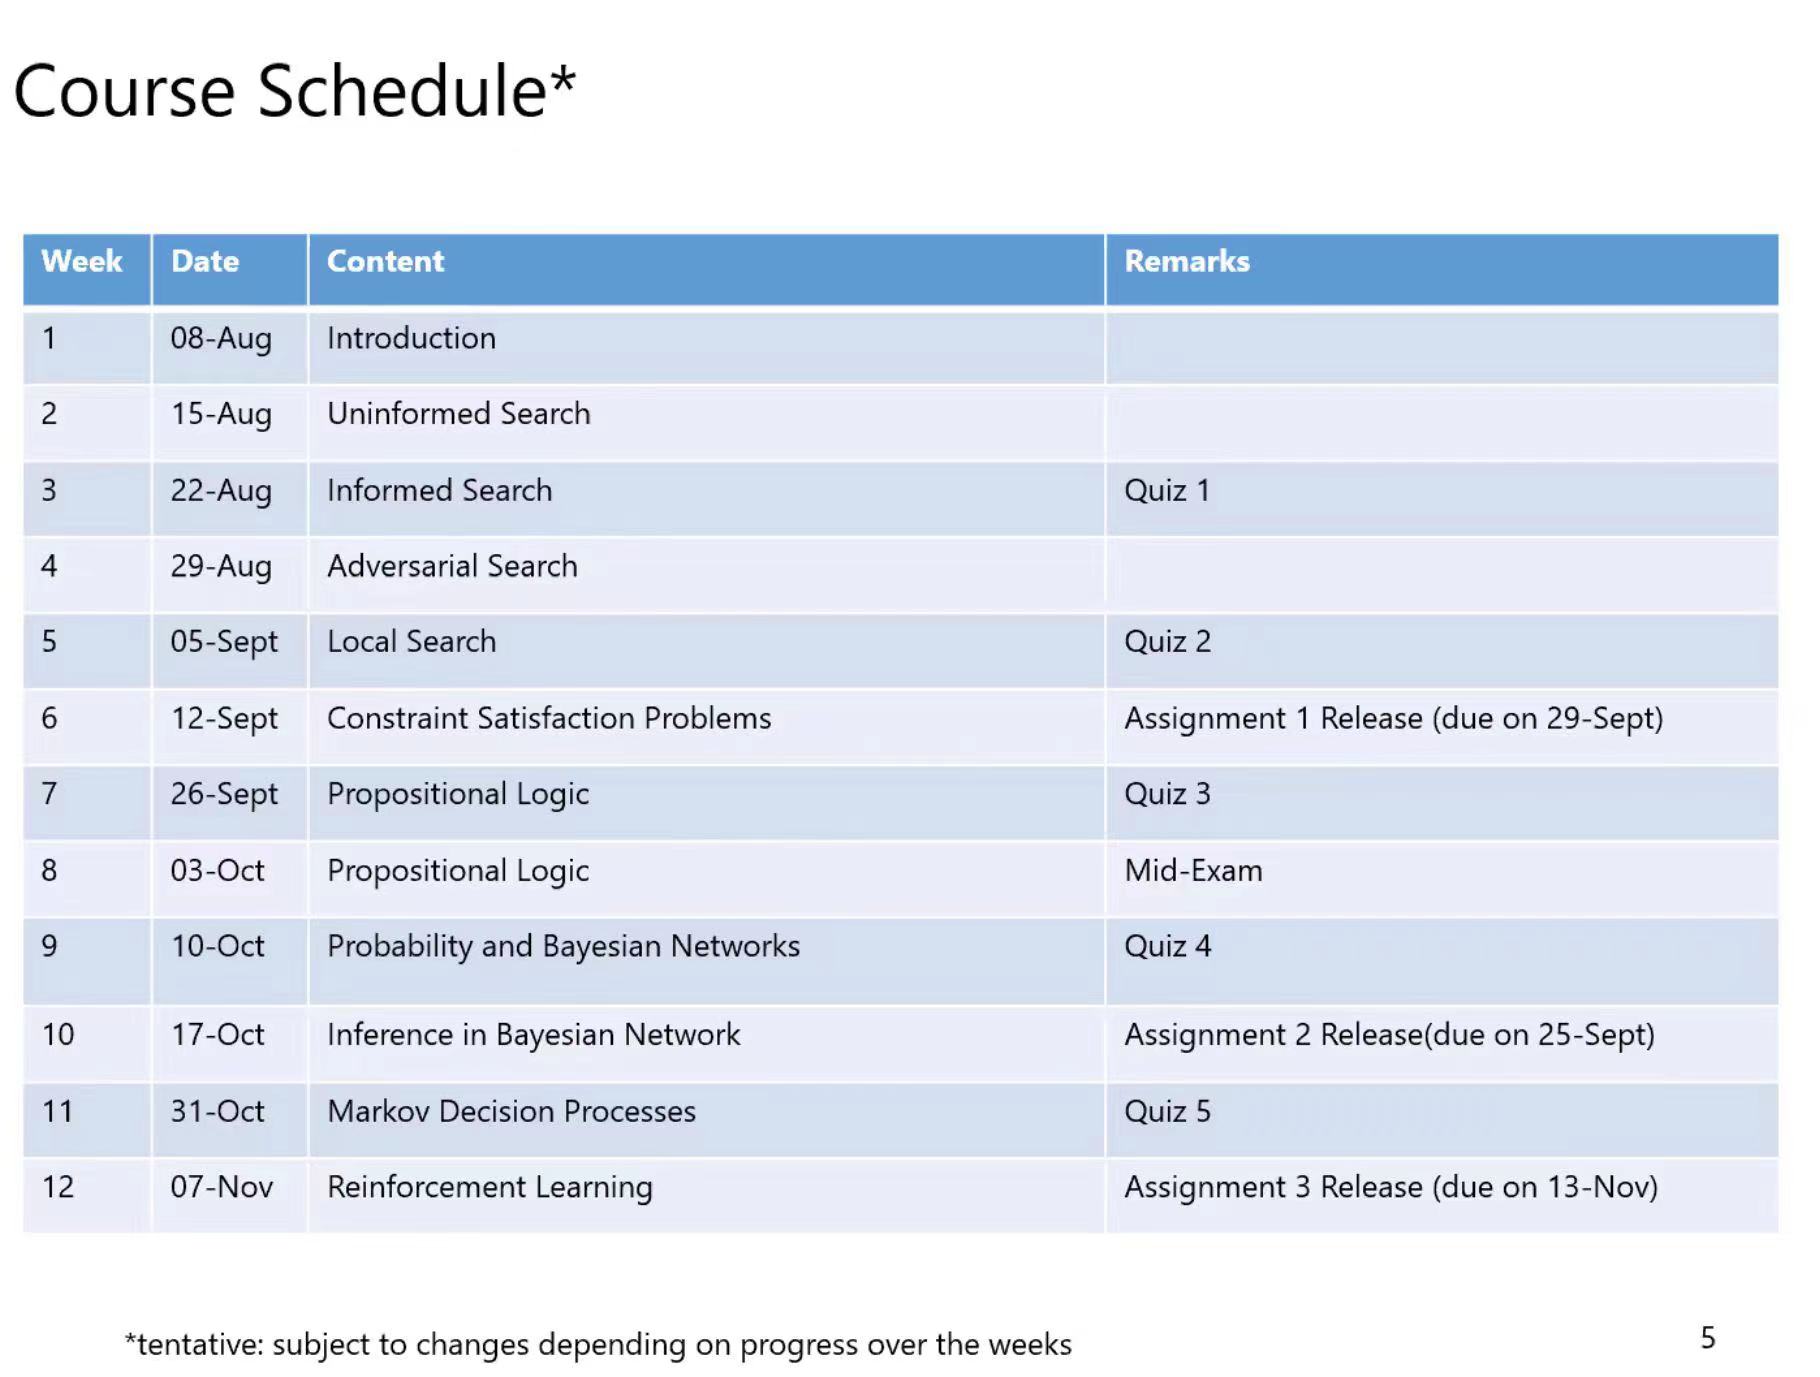 Course Schedule*
Week Date Content Remarks
1 08-Aug Introduction
2 15-Aug Uninformed Search
3 22-Aug Informed Search Quiz 1
4 29-Aug Adversarial Search
5 05-Sept Local Search Quiz 2
6 12-Sept Constraint Satisfaction Problems Assignment 1 Release (due on 29-Sept)
7 26-Sept Propositional Logic Quiz 3
8 03-Oct Propositional Logic Mid-Exam
9 10-Oct Probability and Bayesian Networks Quiz 4
10 17-Oct Inference in Bayesian Network Assignment 2 Release(due on 25-Sept)
11 31-Oct Markov Decision Processes Quiz 5
12 07-Nov Reinforcement Learning Assignment 3 Release (due on 13-Nov)
*tentative: subject to changes depending on progress over the weeks
5